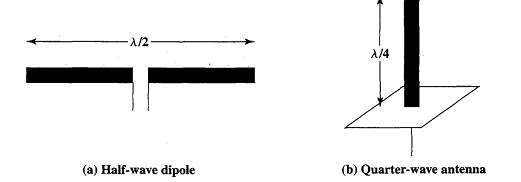 λ/2
λ/4
(a) Half-wave dipole
(b) Quarter-wave antenna